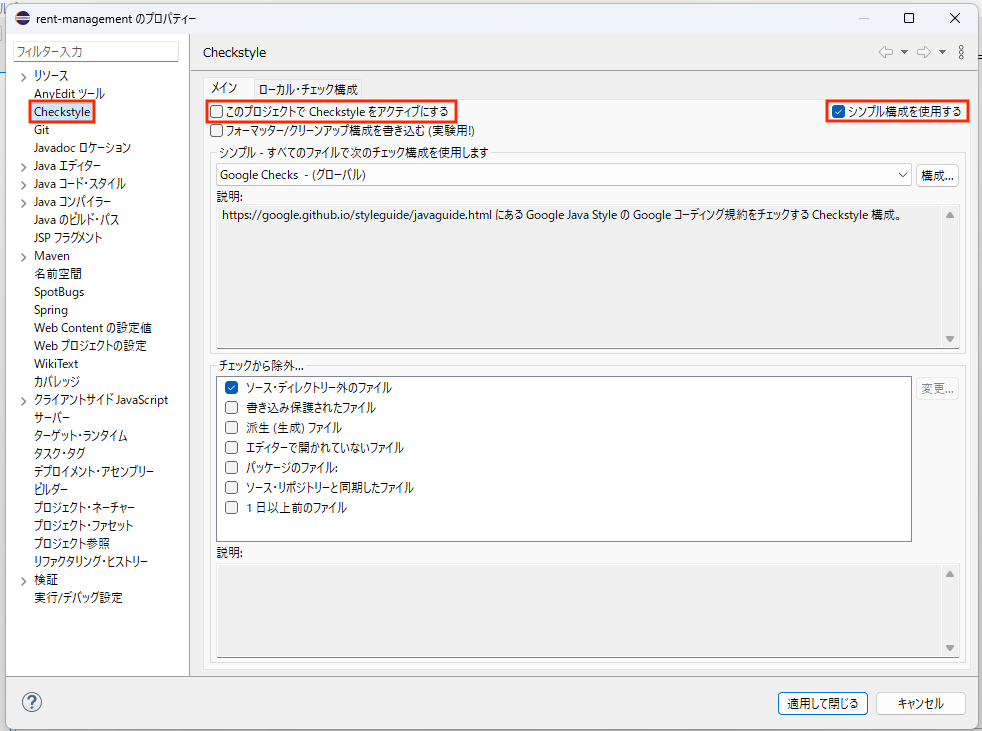 rent-management のプロパティー
フィルター入力
リソース
AnyEdit ツール
Checkstyle
Git
Javadoc ロケーション
Java エディター
Java コード・スタイル
Java コンパイラー
Java のビルド・パス
JSP フラグメント
Maven
名前空間
SpotBugs
Spring
Web Content の設定値
Web プロジェクトの設定
WikiText
カバレッジ
クライアントサイド JavaScript
サーバー
ターゲット・ランタイム
タスク・タグ
デプロイメント・アセンブリー
ビルダー
プロジェクト・ネーチャー
プロジェクト・ファセット
プロジェクト参照
リファクタリング・ヒストリー
検証
実行/デバッグ設定
Checkstyle
メイン ローカル・チェック構成
このプロジェクトで Checkstyle をアクティブにする シンプル構成を使用する
フォーマッター/クリーンアップ構成を書き込む (実験用!)
シンプル - すべてのファイルで次のチェック構成を使用します
Google Checks - (グローバル) 構成...
説明:
https://google.github.io/styleguide/javaguide.html にある Google Java Style の Google コーディング規約をチェックする Checkstyle 構成。
チェックから除外...
ソース・ディレクトリー外のファイル 変更...
書き込み保護されたファイル
派生 (生成) ファイル
エディターで開かれていないファイル
パッケージのファイル:
ソース・リポジトリーと同期したファイル
1 日以上前のファイル
説明:
?
適用して閉じる キャンセル